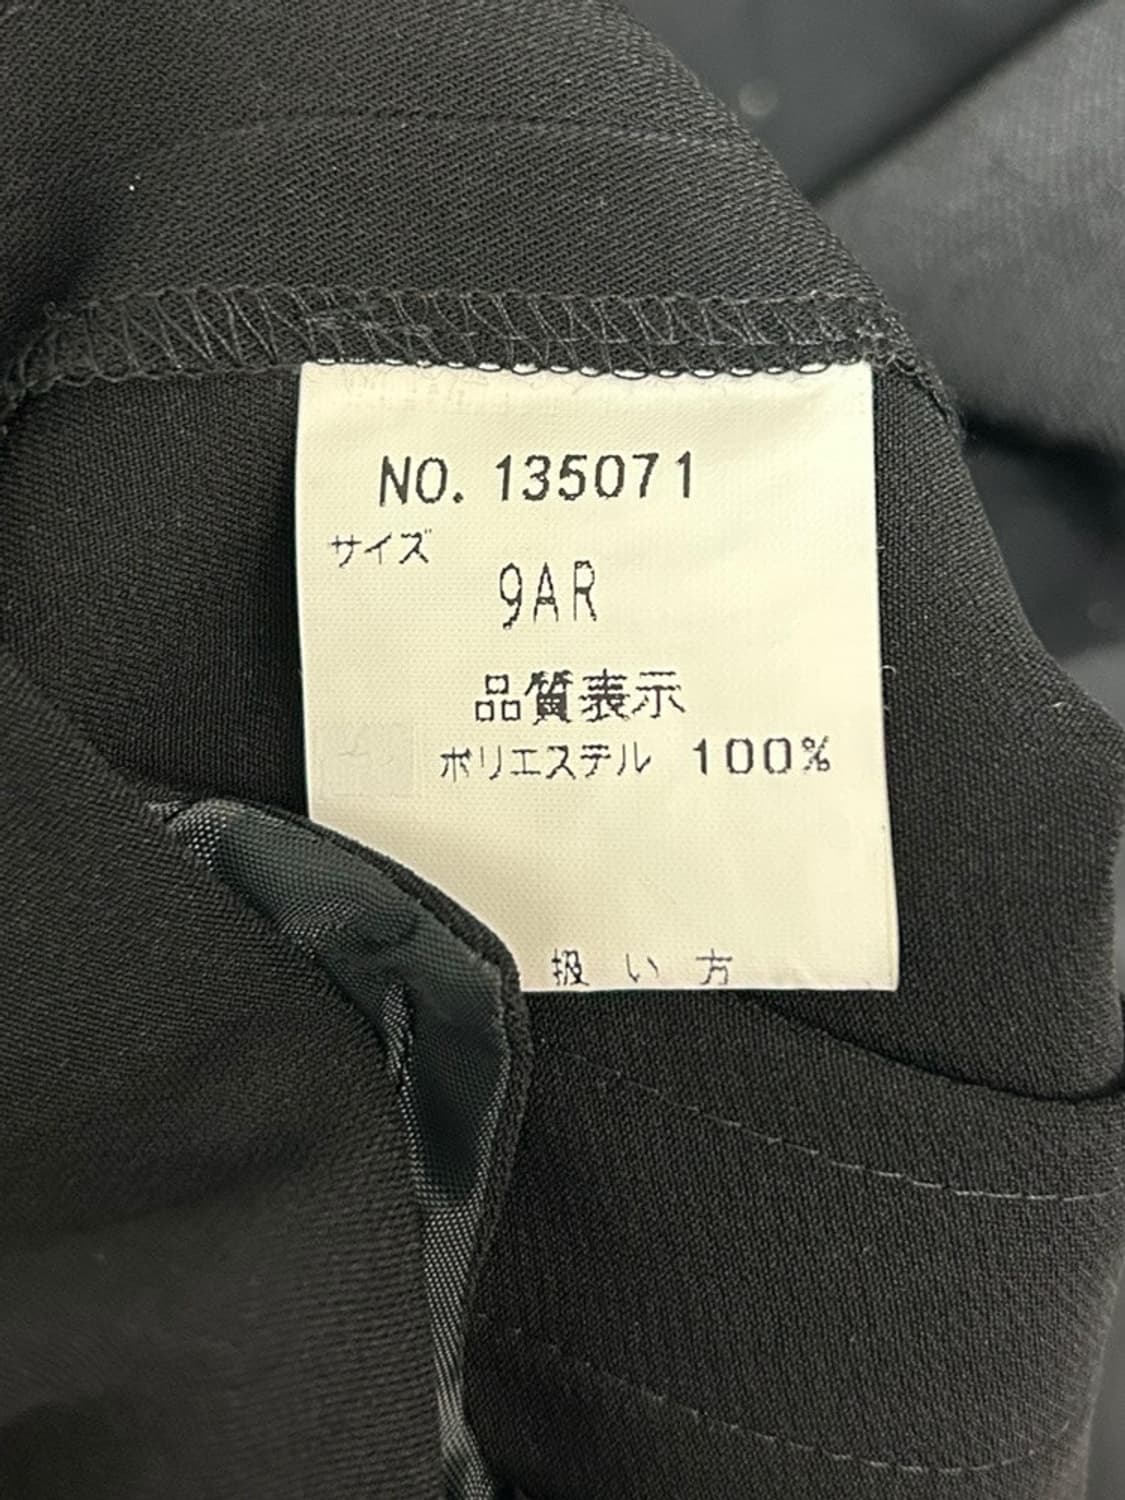 NO. 135071
サイズ
9AR
品質表示
ポリエステル 100%
扱い方